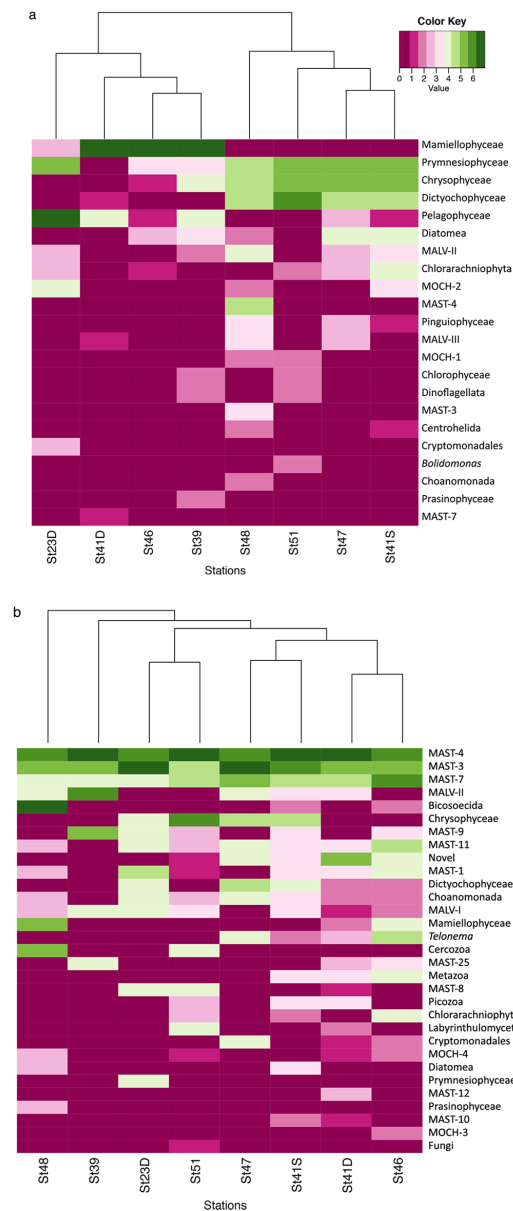 a
Color Key
0 1 2 3 4 5 6
Value
Mamiellophyceae
Prymnesiophyceae
Chrysophyceae
Dictyochophyceae
Pelagophyceae
Diatomea
MALV-II
Chlorarachniophyta
MOCH-2
MAST-4
Pinguiophyceae
MALV-III
MOCH-1
Chlorophyceae
Dinoflagellata
MAST-3
Centrohelida
Cryptomonadales
Bolidomonas
Choanomonada
Prasinophyceae
MAST-7
St23D St41D St46 St39 St48 St51 St47 St41S
Stations
b
MAST-4
MAST-3
MAST-7
MALV-II
Bicosoecida
Chrysophyceae
MAST-9
MAST-11
Novel
MAST-1
Dictyochophyceae
Choanomonada
MALV-I
Mamiellophyceae
Telonema
Cercozoa
MAST-25
Metazoa
MAST-8
Picozoa
Chlorarachniophyt
Labyrinthulomycet
Cryptomonadales
MOCH-4
Diatomea
Prymnesiophyceae
MAST-12
Prasinophyceae
MAST-10
MOCH-3
Fungi
St48 St39 St23D St51 St47 St41S St41D St46
Stations